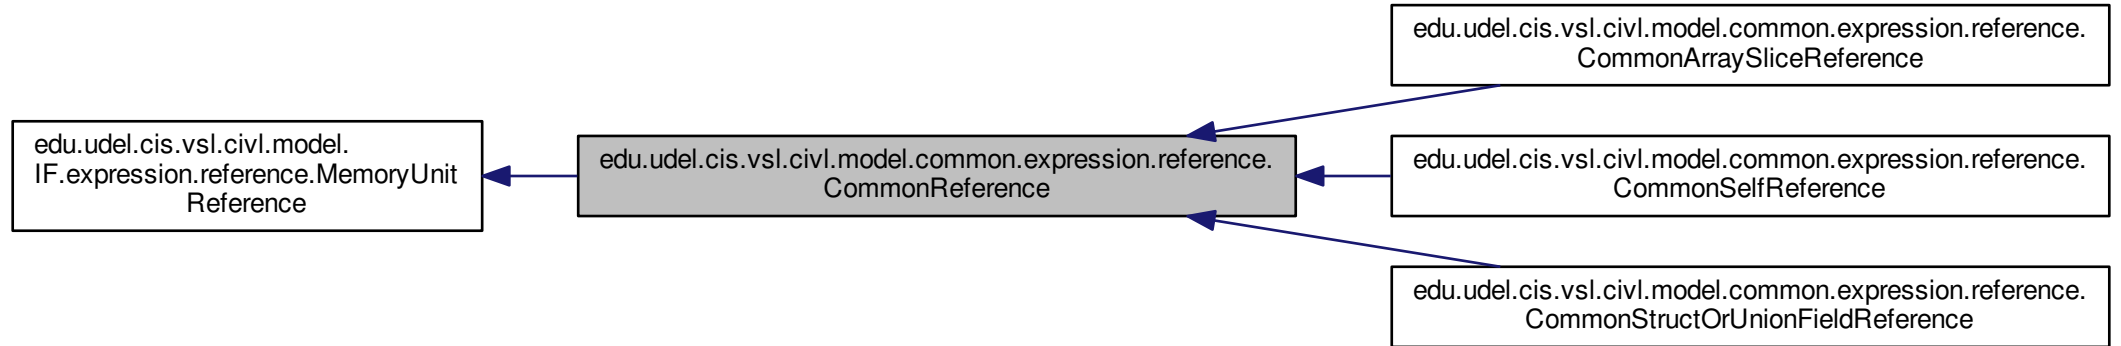 edu.udel.cis.vsl.civl.model.
IF.expression.reference.MemoryUnit
Reference
edu.udel.cis.vsl.civl.model.common.expression.reference.
CommonReference
edu.udel.cis.vsl.civl.model.common.expression.reference.
CommonArraySliceReference
edu.udel.cis.vsl.civl.model.common.expression.reference.
CommonSelfReference
edu.udel.cis.vsl.civl.model.common.expression.reference.
CommonStructOrUnionFieldReference